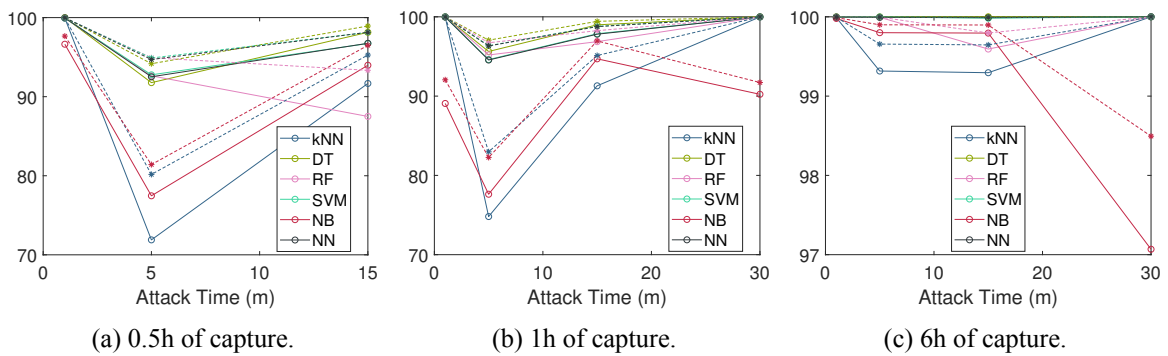 100
90
80
70
0
5
10
15
Attack Time (m)
kNN
DT
RF
SVM
NB
NN
(a) 0.5h of capture.
100
90
80
70
0
10
20
30
Attack Time (m)
kNN
DT
RF
SVM
NB
NN
(b) 1h of capture.
100
99
98
97
0
10
20
30
Attack Time (m)
kNN
DT
RF
SVM
NB
NN
(c) 6h of capture.